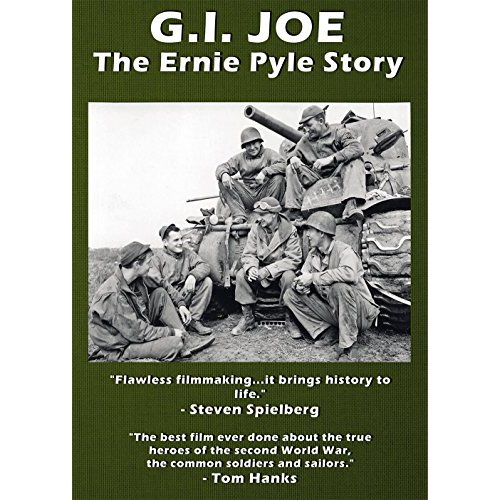 G.I. JOE
The Ernie Pyle Story
"Flawless filmmaking...it brings history to
life."
- Steven Spielberg
"The best film ever done about the true
heroes of the second World War,
the common soldiers and sailors."
- Tom Hanks